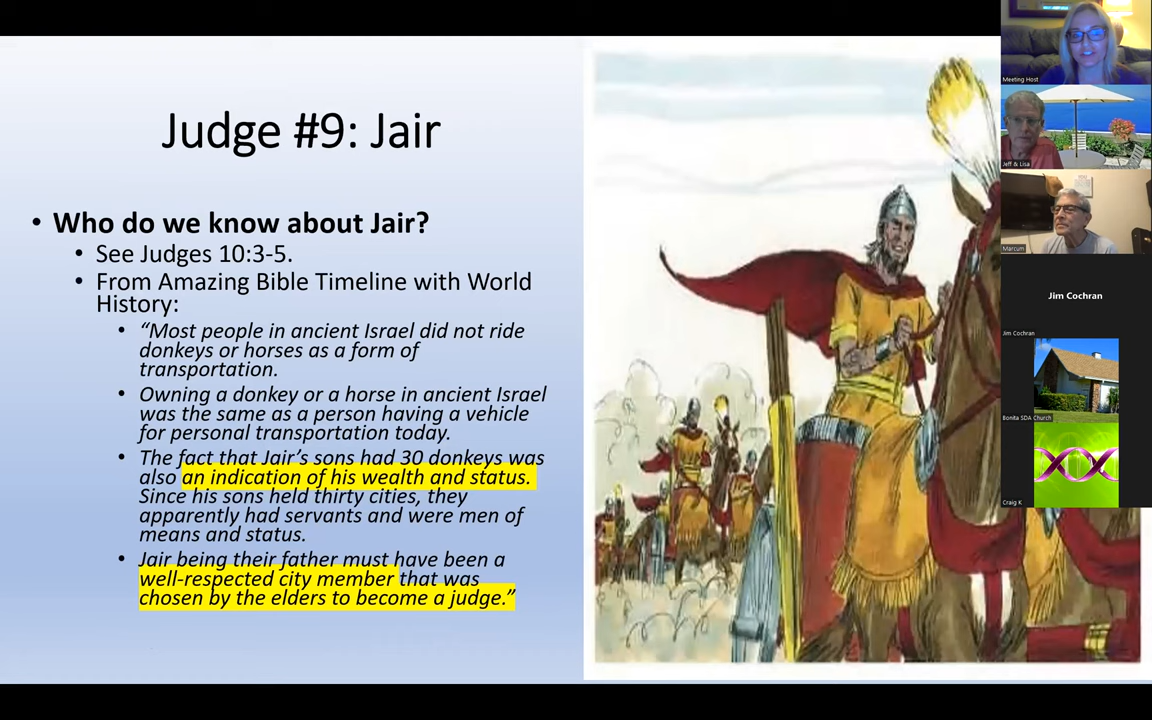 Judge #9: Jair
• Who do we know about Jair?
• See Judges 10:3-5.
• From Amazing Bible Timeline with World
History:
• “Most people in ancient Israel did not ride
donkeys or horses as a form of
transportation.
• Owning a donkey or a horse in ancient Israel
was the same as a person having a vehicle
for personal transportation today.
• The fact that Jair’s sons had 30 donkeys was
also an indication of his wealth and status.
Since his sons held thirty cities, they
apparently had servants and were men of
means and status.
• Jair being their father must have been a
well-respected city member that was
chosen by the elders to become a judge.”
Meeting Host
Jeff & Lisa
Marcum
Jim Cochran
Jim Cochran
Bonita SDA Church
Craig K